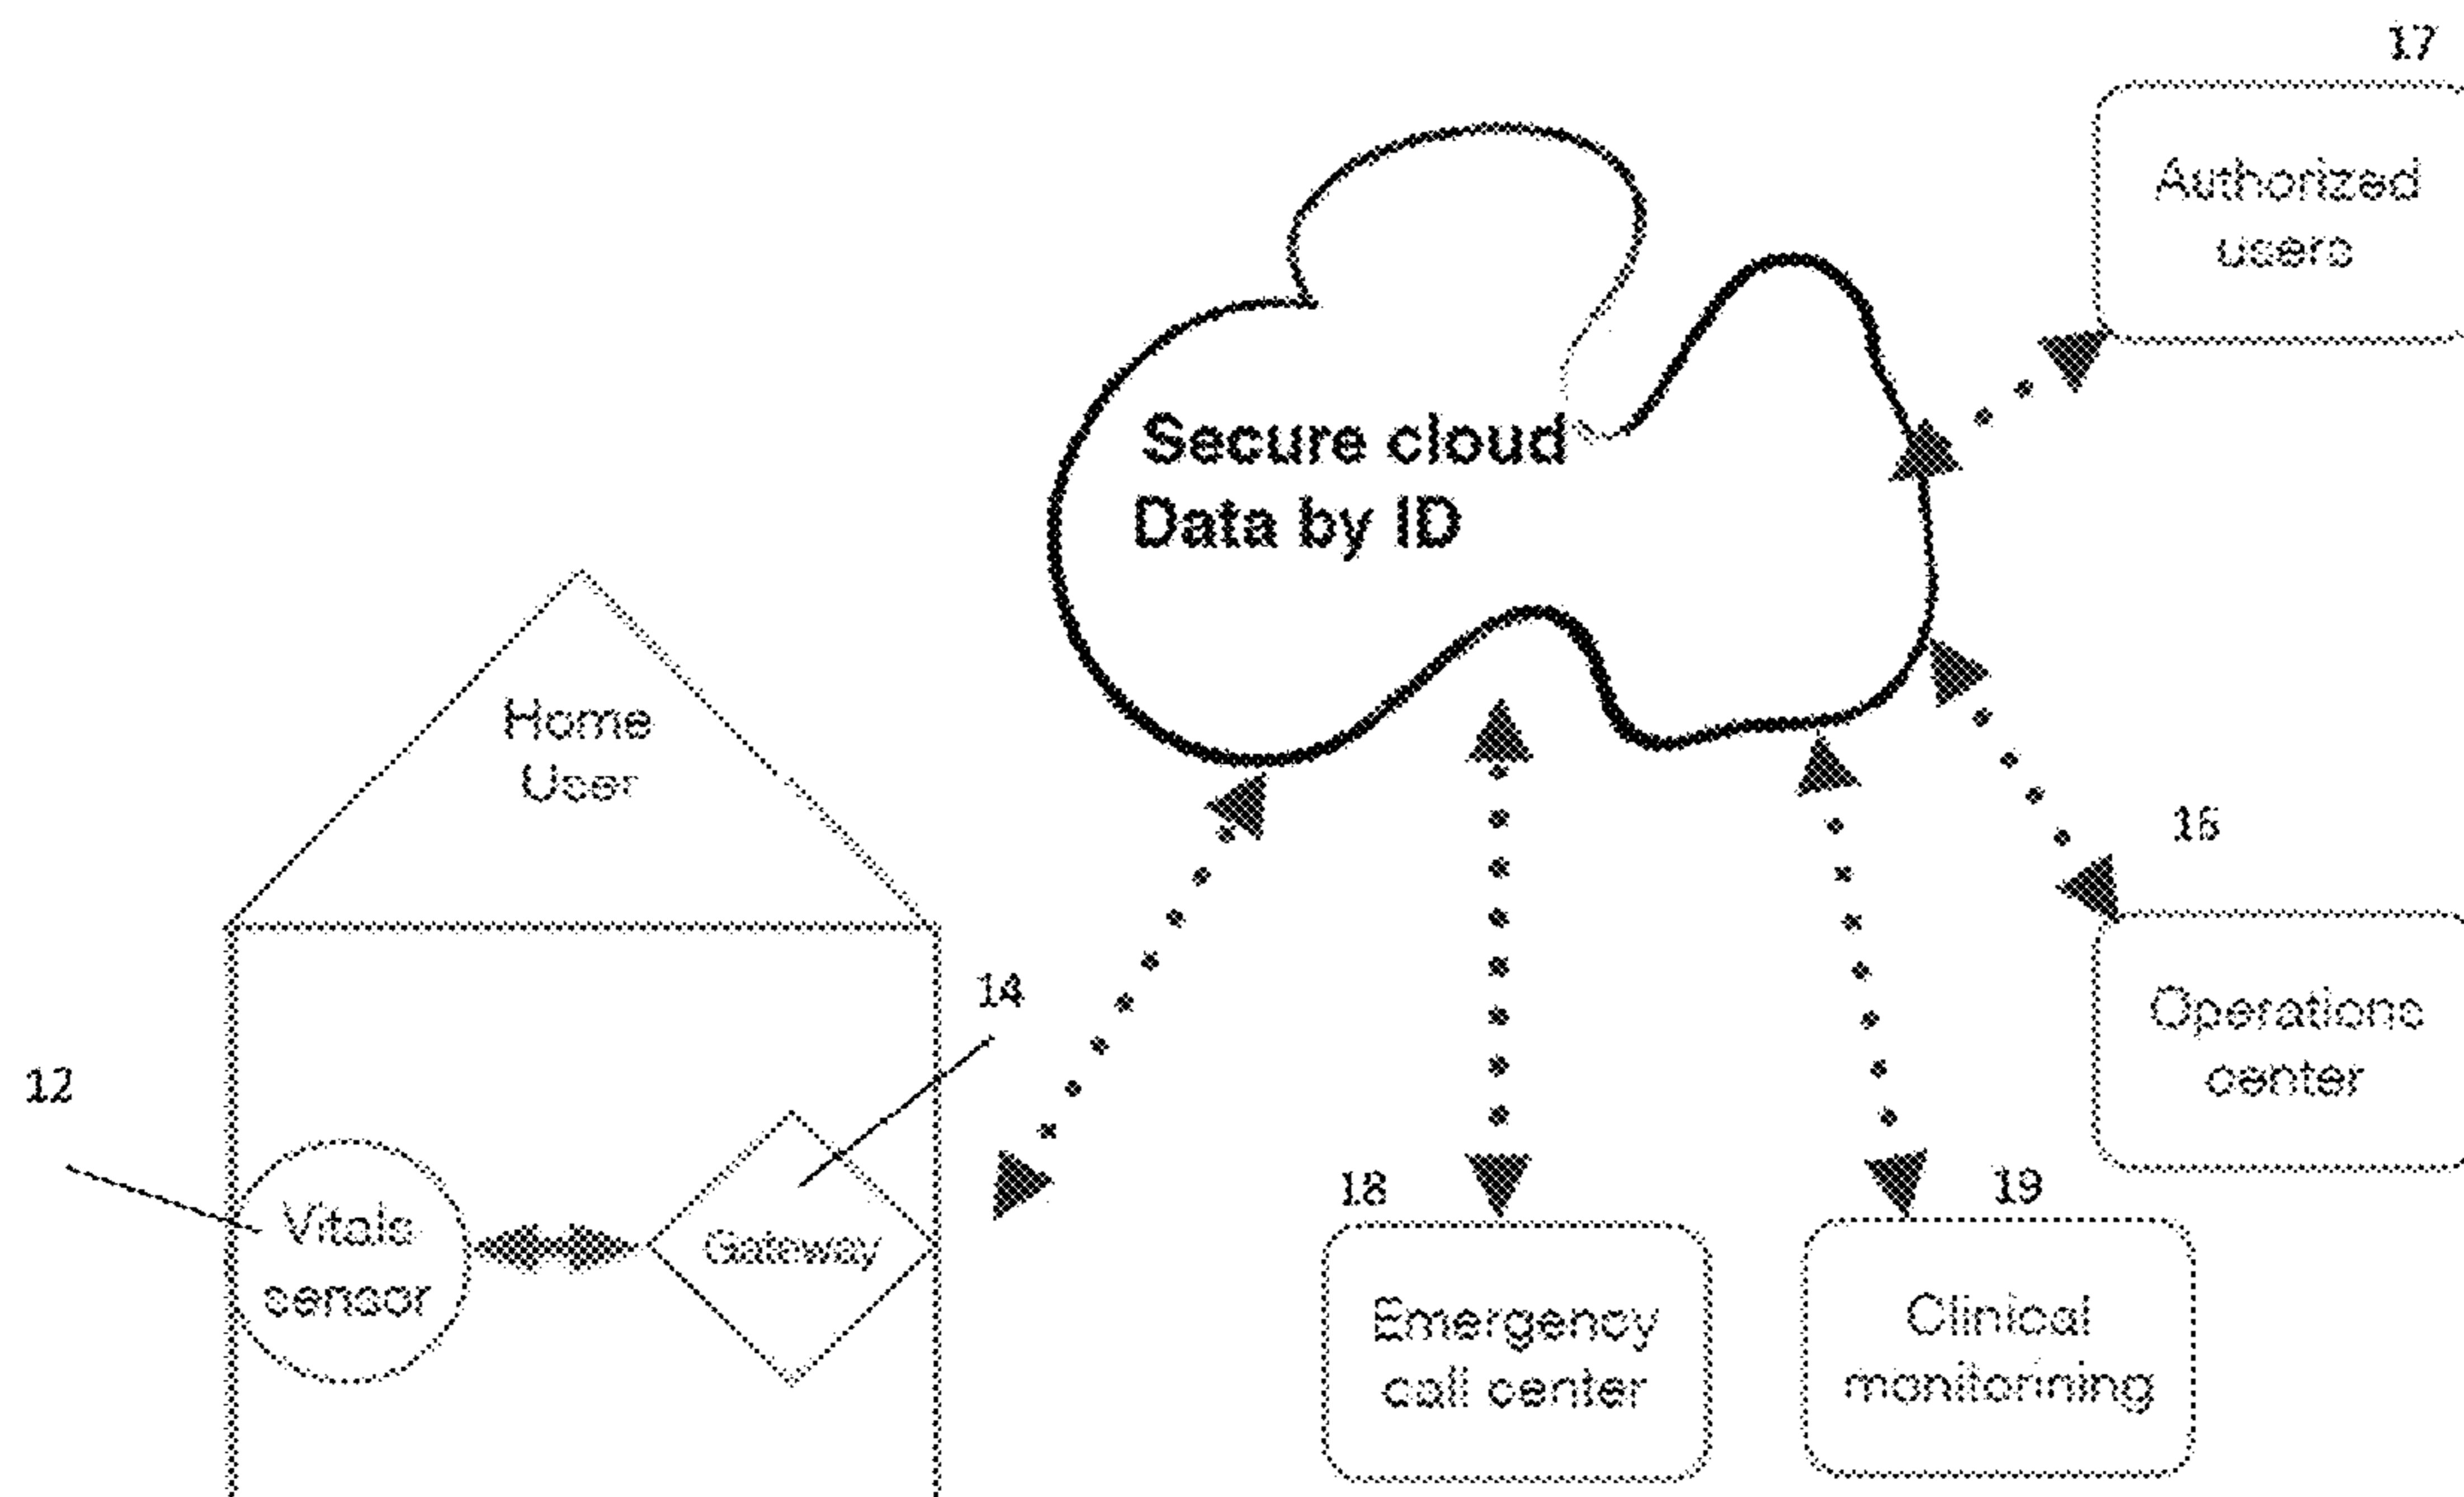 17
Authorized
users
Secure cloud
Data by ID
Home
User
16
14
Operations
center
12
18
19
Vitals
sensor
Gateway
Emergency
call center
Clinical
monitorining